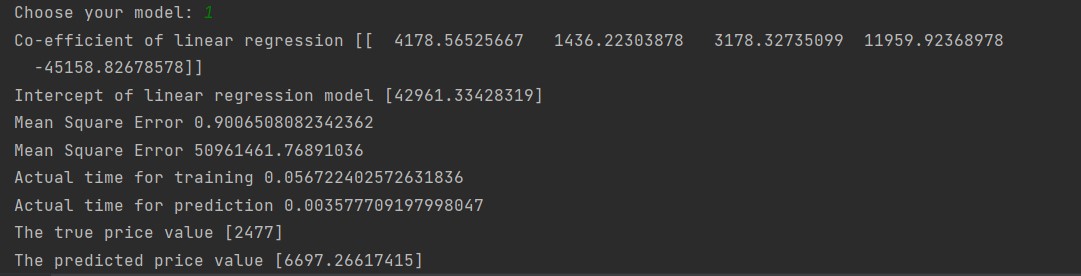 Choose your model: 1
Co-efficient of linear regression [[  4178.56525667   1436.22303878   3178.32735099  11959.92368978
  -45158.82678578]]
Intercept of linear regression model [42961.33428319]
Mean Square Error 0.9006508082342362
Mean Square Error 50961461.76891036
Actual time for training 0.056722402572631836
Actual time for prediction 0.003577709197998047
The true price value [2477]
The predicted price value [6697.26617415]